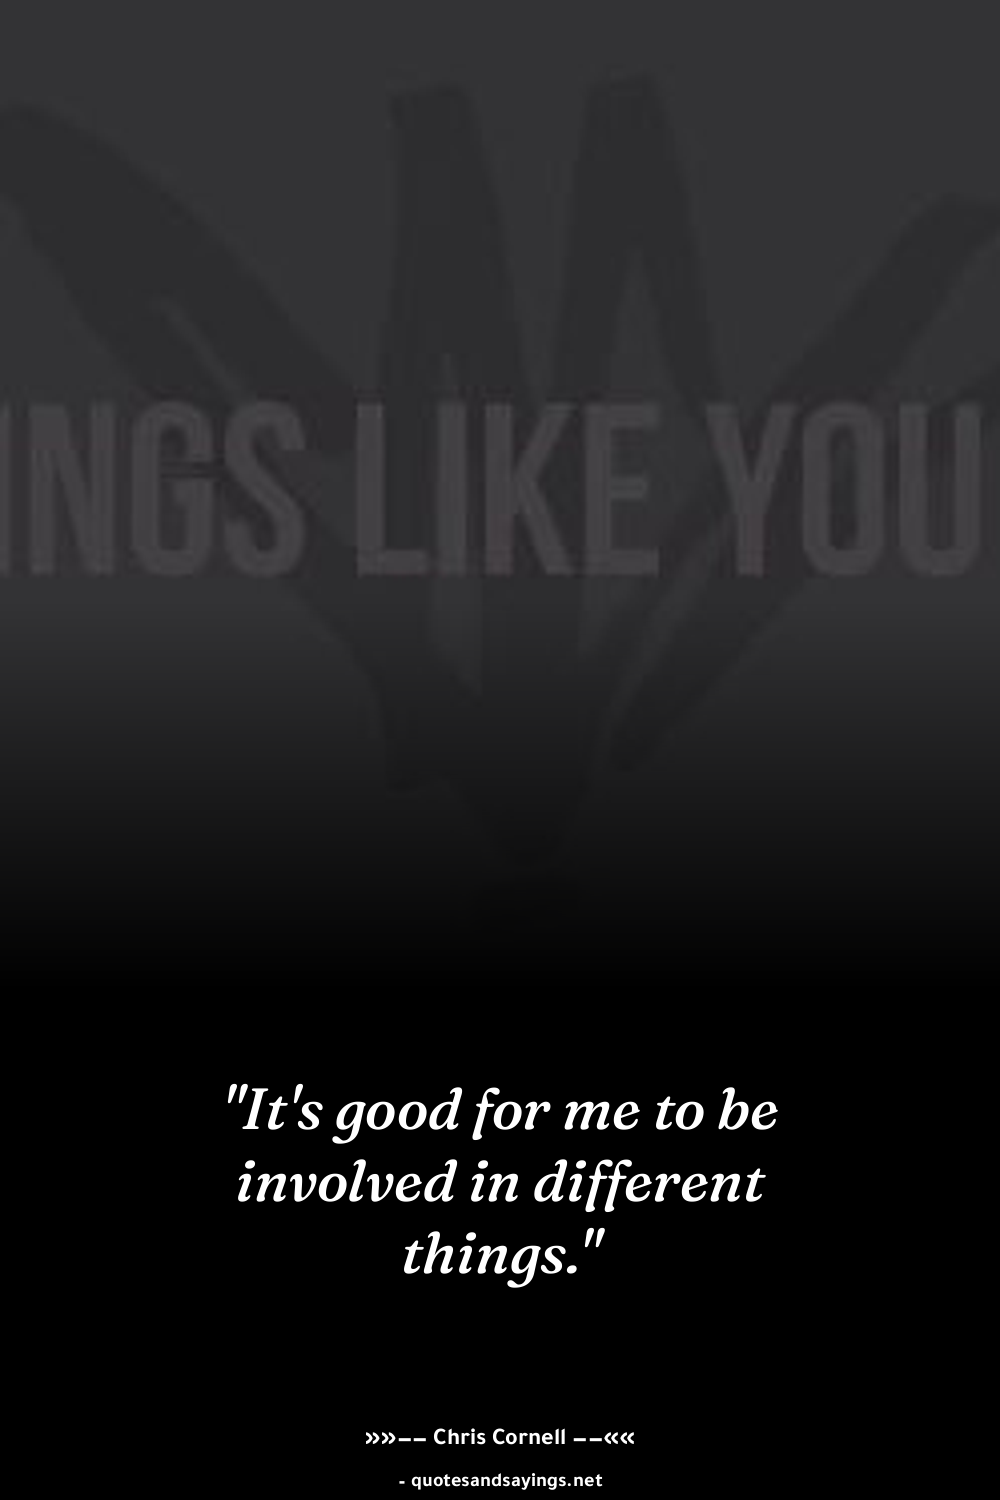 INGS LIKE YOU
"It's good for me to be
involved in different
things."
»»−− Chris Cornell −−««
- quotesandsayings.net